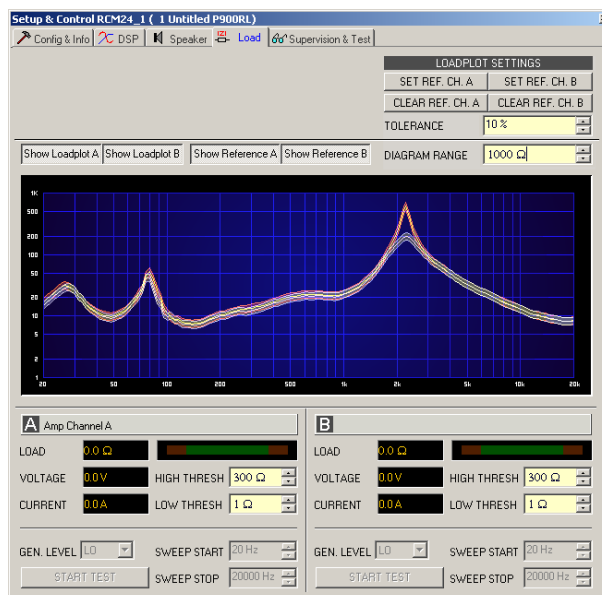 Setup & Control RCM24_1 ( 1 Untitled P900RL)
Config & Info DSP Speaker Load Supervision & Test
LOADPLOT SETTINGS
SET REF. CH. A SET REF. CH. B
CLEAR REF. CH. A CLEAR REF. CH. B
TOLERANCE 10 %
Show Loadplot A Show Loadplot B Show Reference A Show Reference B DIAGRAM RANGE 1000 Ω
1K
500
200
100
50
20
10
5
2
1
20 50 100 200 500 1k 2k 5k 10k 20k
A Amp Channel A B
LOAD 0.0 Ω LOAD 0.0 Ω
VOLTAGE 0.0 V HIGH THRESH 300 Ω VOLTAGE 0.0 V HIGH THRESH 300 Ω
CURRENT 0.0 A LOW THRESH 1 Ω CURRENT 0.0 A LOW THRESH 1 Ω
GEN. LEVEL LO SWEEP START 20 Hz GEN. LEVEL LO SWEEP START 20 Hz
START TEST SWEEP STOP 20000 Hz START TEST SWEEP STOP 20000 Hz